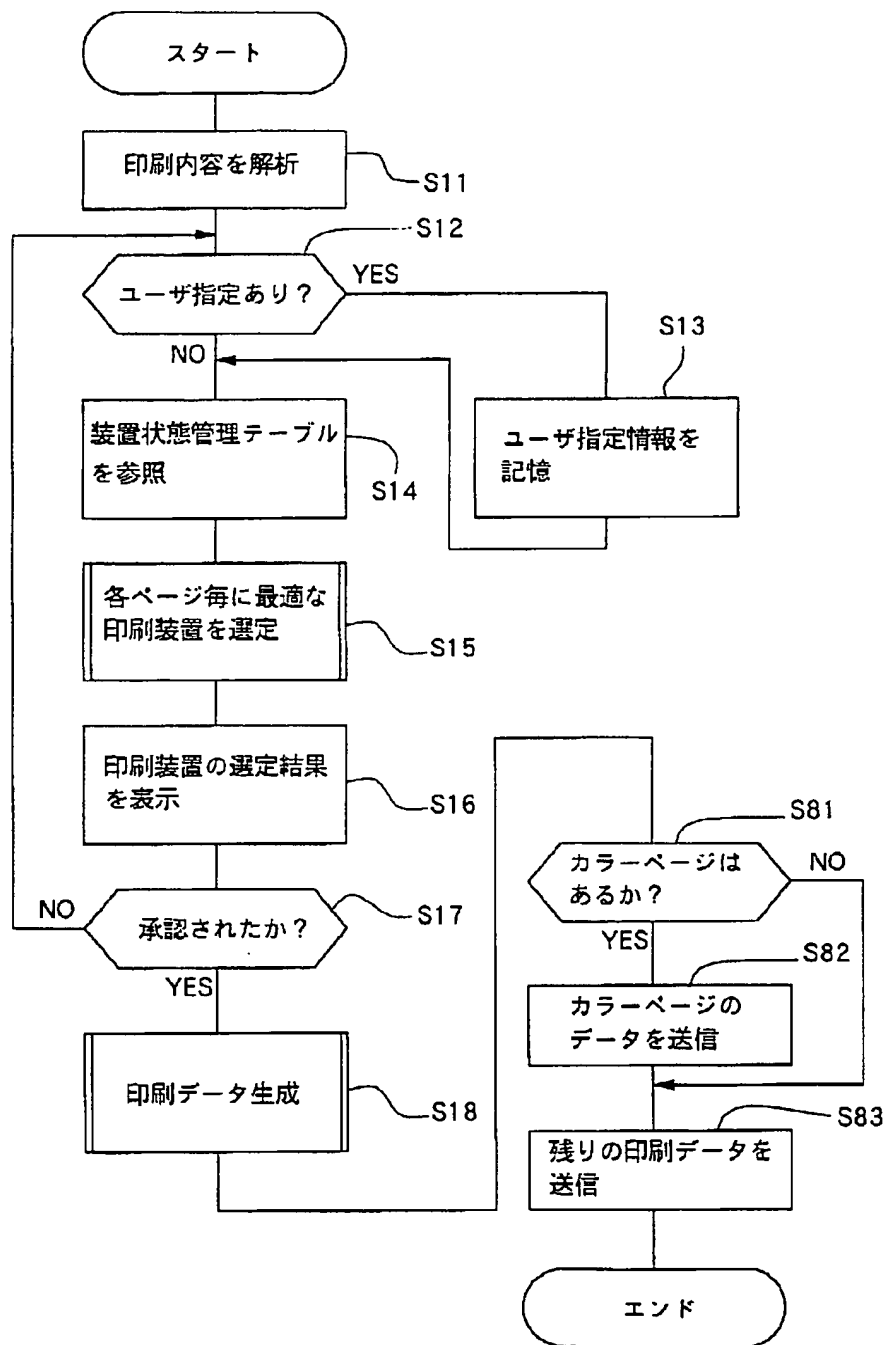 スタート
印刷内容を解析
S11
S12
ユーザ指定あり?
YES
NO
S13
ユーザ指定情報を
記憶
装置状態管理テーブル
を参照
S14
各ページ毎に最適な
印刷装置を選定
S15
印刷装置の選定結果
を表示
S16
承認されたか?
NO
S17
YES
印刷データ生成
S18
S81
カラーページは
あるか?
NO
YES
S82
カラーページの
データを送信
S83
残りの印刷データを
送信
エンド